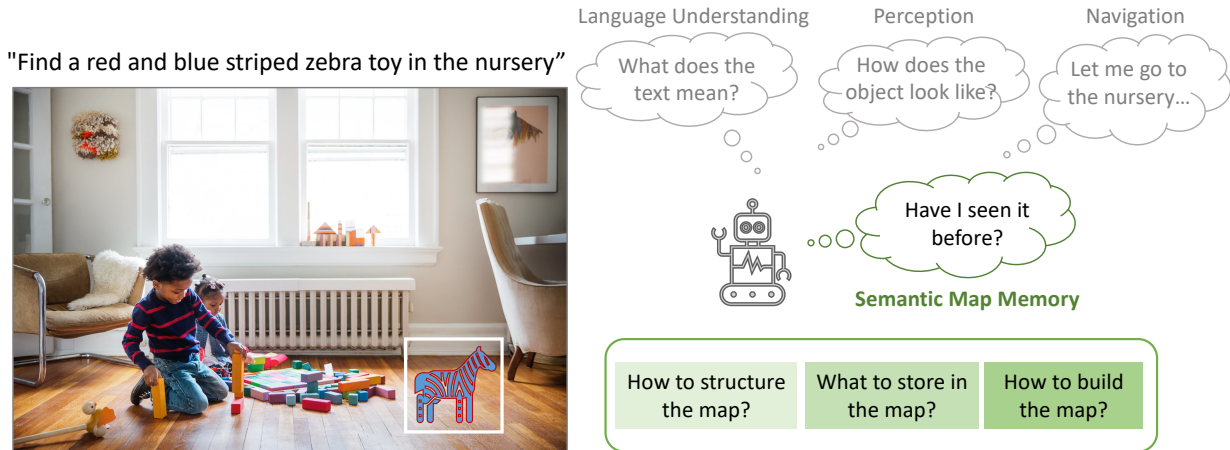 "Find a red and blue striped zebra toy in the nursery”
Language Understanding
What does the
text mean?
Perception
How does the
object look like?
Navigation
Let me go to
the nursery...
Have I seen it
before?
Semantic Map Memory
How to structure
the map?
What to store in
the map?
How to build
the map?